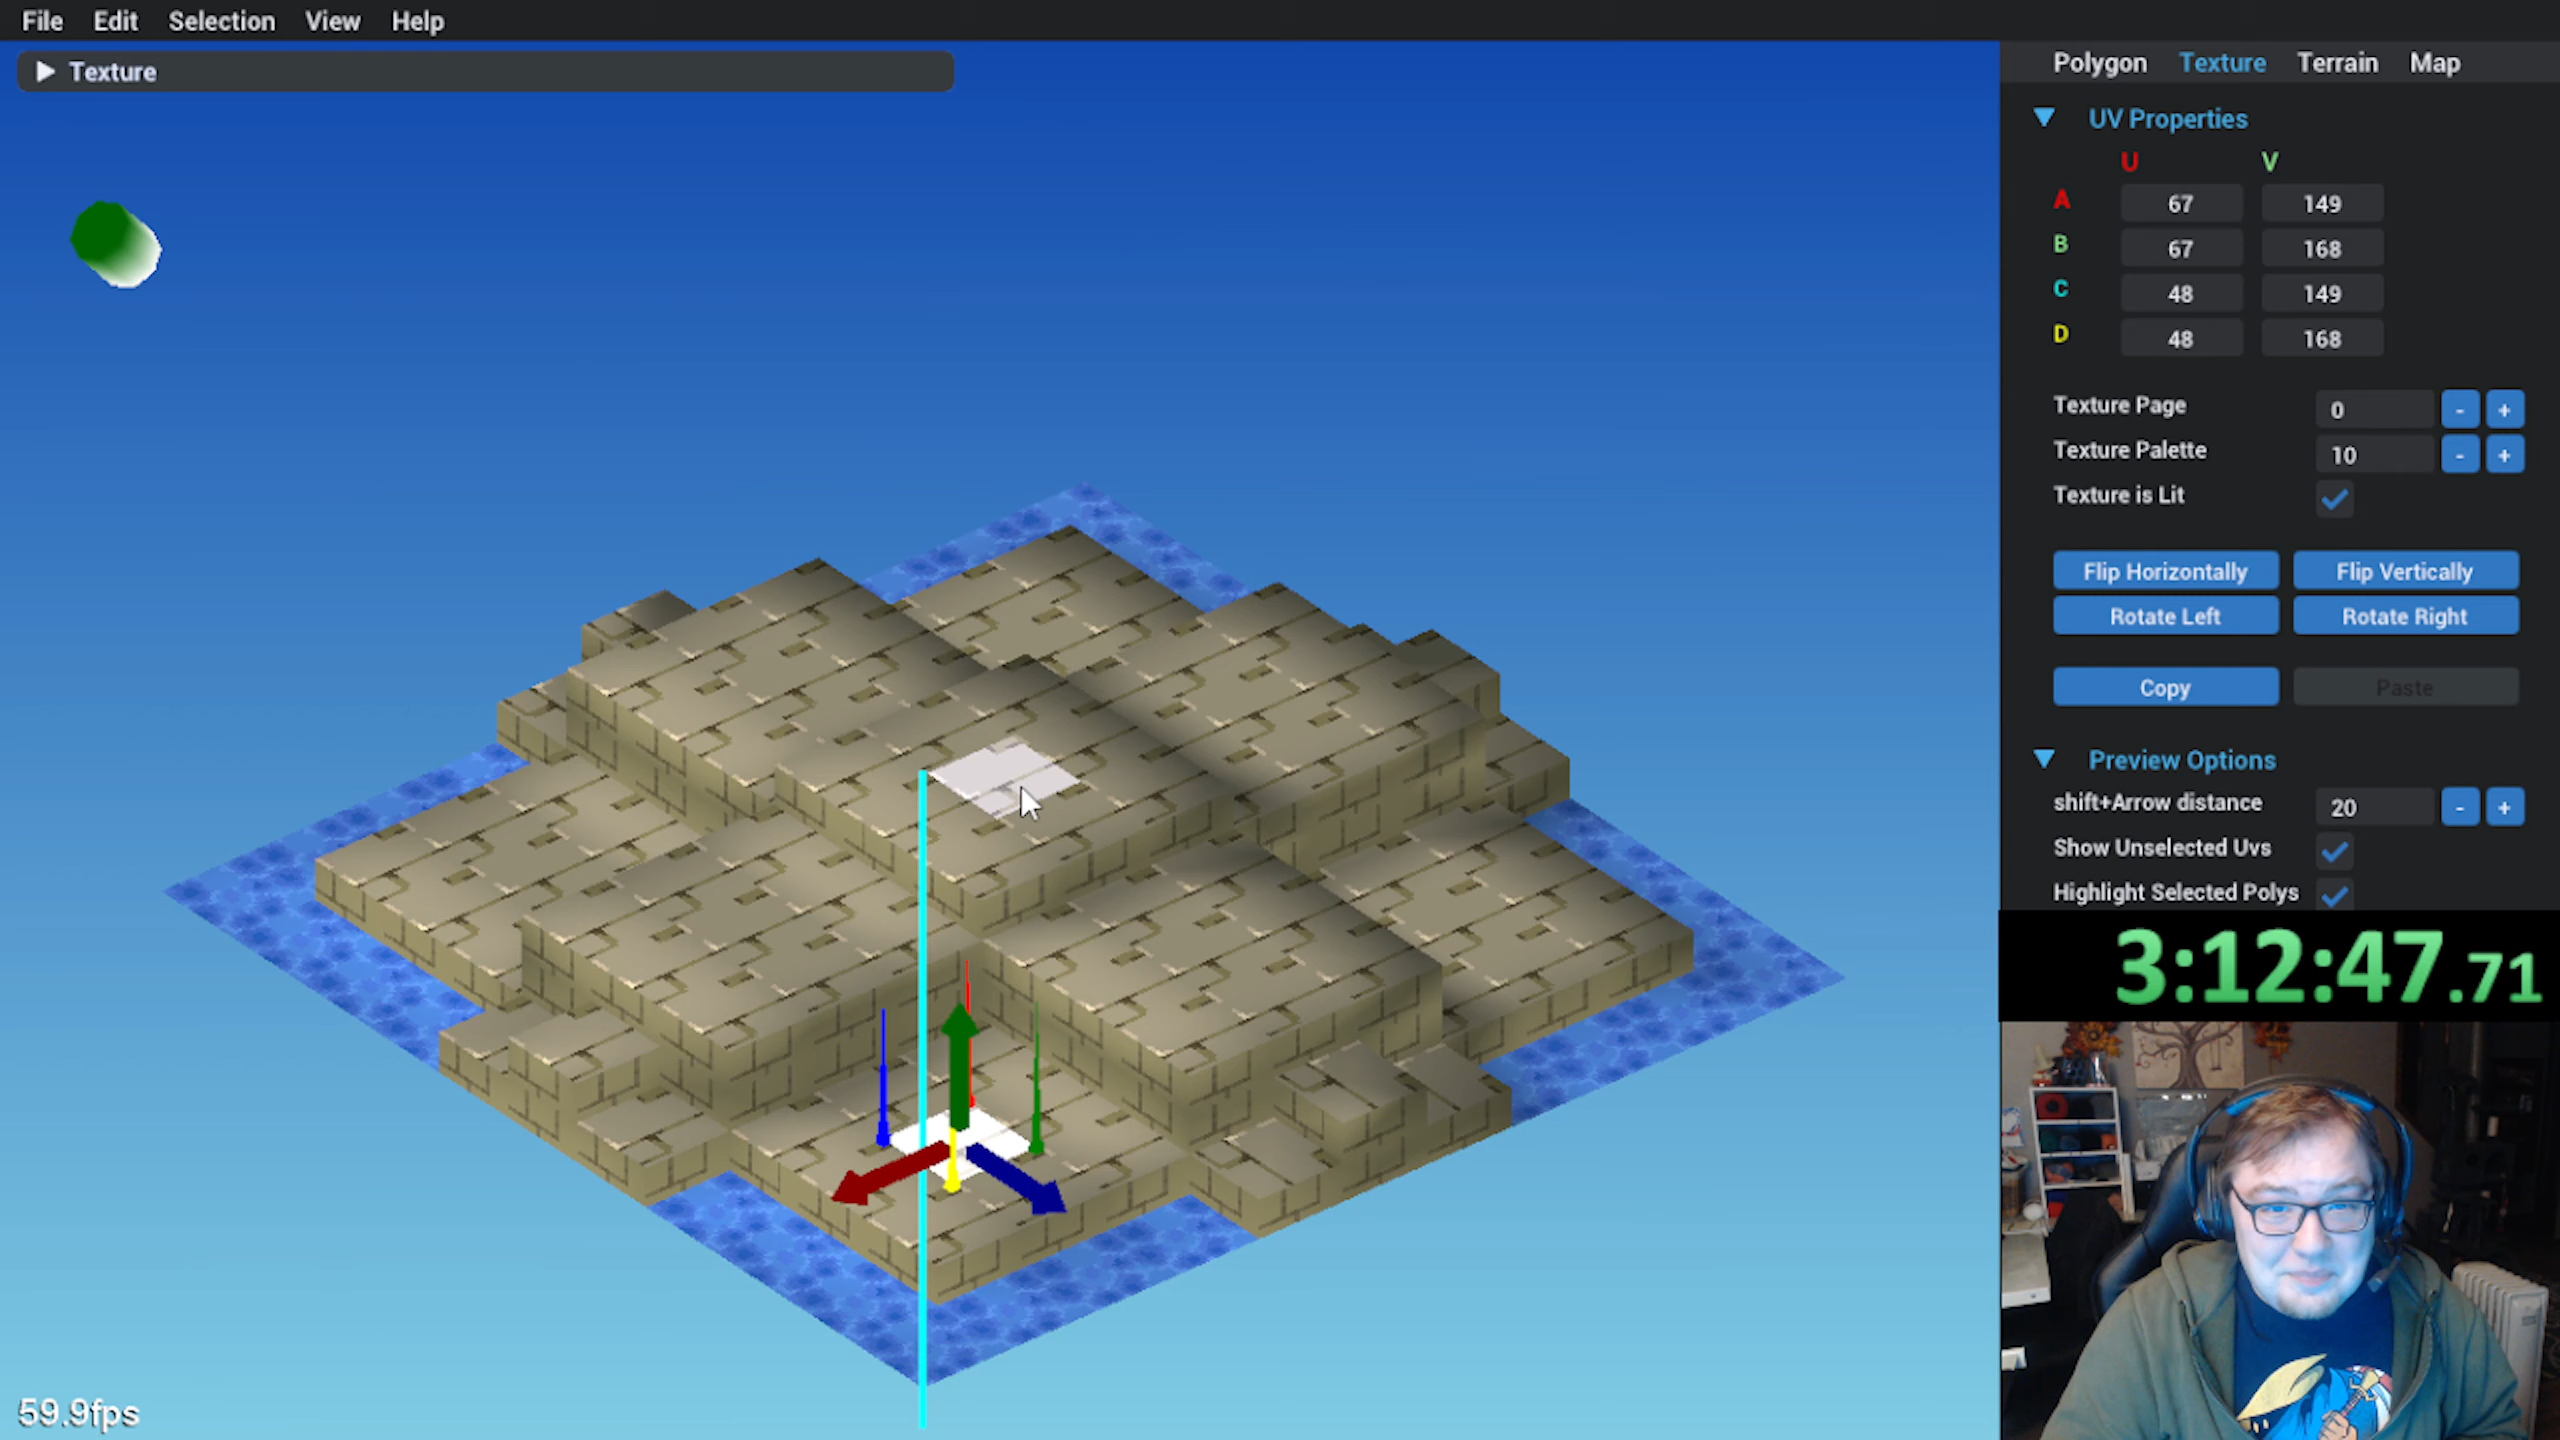 File Edit Selection View Help
Texture
Polygon Texture Terrain Map
UV Properties
U V
A 67 149
B 67 168
C 48 149
D 48 168
Texture Page 0 - +
Texture Palette 10 - +
Texture is Lit
Flip Horizontally Flip Vertically
Rotate Left Rotate Right
Copy Paste
Preview Options
shift+Arrow distance 20 - +
Show Unselected Uvs
Highlight Selected Polys
3:12:47.71
59.9fps